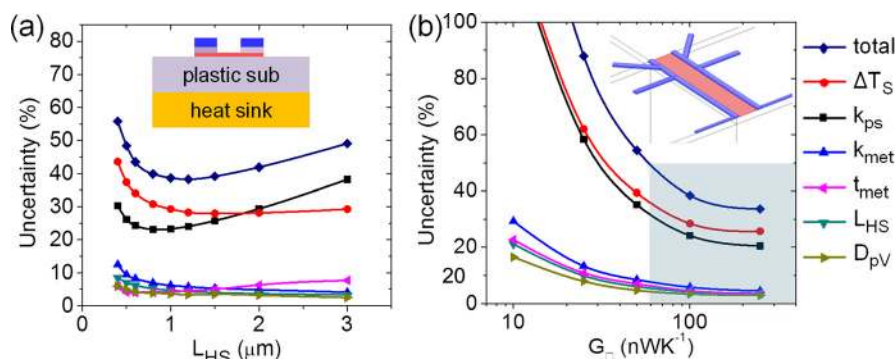 (a)
80
70
60
50
40
30
20
10
0
Uncertainty (%)
plastic sub
heat sink
0
1
2
3
L_HS (μm)
(b)
100
80
60
40
20
0
Uncertainty (%)
10
100
G□ (nWK⁻¹)
total
ΔT_S
k_ps
k_met
t_met
L_HS
D_pV